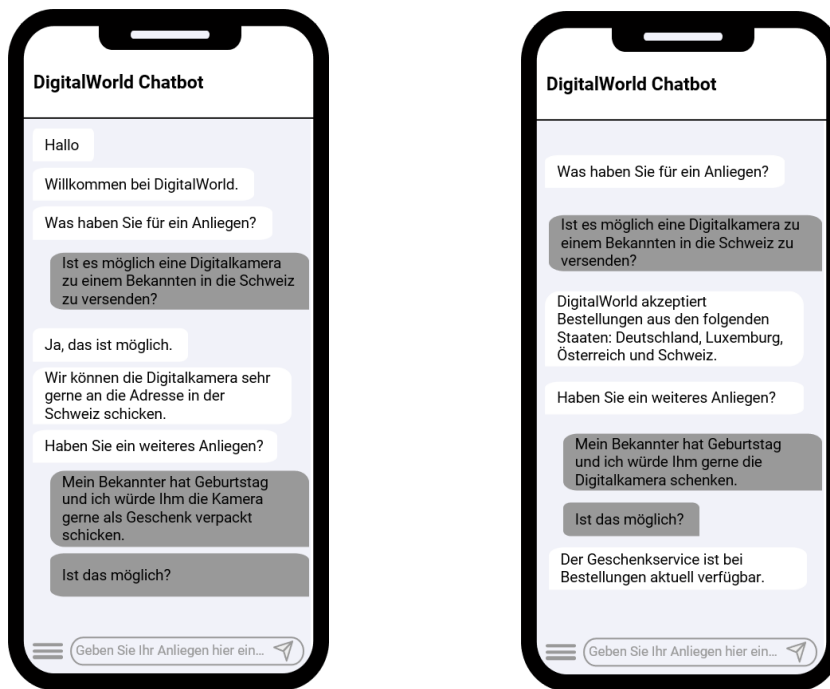 DigitalWorld Chatbot
Hallo
Willkommen bei DigitalWorld.
Was haben Sie für ein Anliegen?
Ist es möglich eine Digitalkamera
zu einem Bekannten in die Schweiz
zu versenden?
Ja, das ist möglich.
Wir können die Digitalkamera sehr
gerne an die Adresse in der
Schweiz schicken.
Haben Sie ein weiteres Anliegen?
Mein Bekannter hat Geburtstag
und ich würde Ihm die Kamera
gerne als Geschenk verpackt
schicken.
Ist das möglich?
Geben Sie Ihr Anliegen hier ein...
DigitalWorld Chatbot
Was haben Sie für ein Anliegen?
Ist es möglich eine Digitalkamera zu
einem Bekannten in die Schweiz zu
versenden?
DigitalWorld akzeptiert
Bestellungen aus den folgenden
Staaten: Deutschland, Luxemburg,
Österreich und Schweiz.
Haben Sie ein weiteres Anliegen?
Mein Bekannter hat Geburtstag
und ich würde Ihm gerne die
Digitalkamera schenken.
Ist das möglich?
Der Geschenkservice ist bei
Bestellungen aktuell verfügbar.
Geben Sie Ihr Anliegen hier ein...